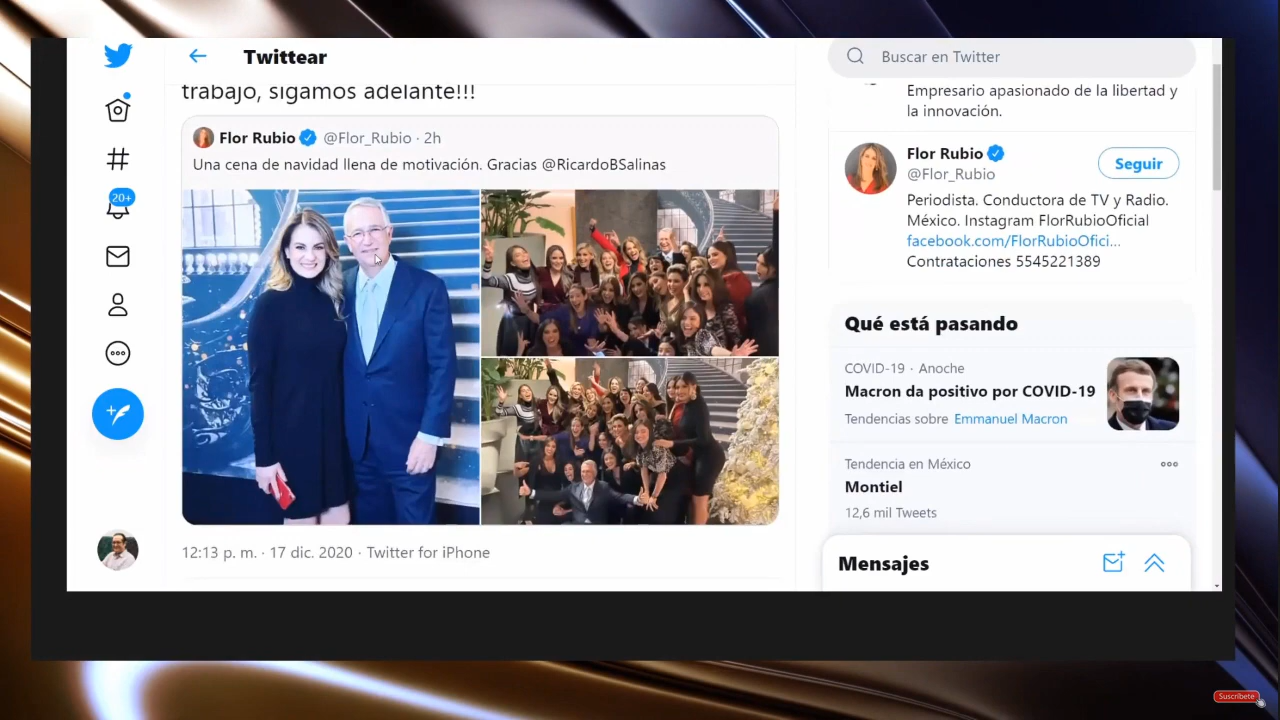 Twittear
trabajo, sigamos adelante!!!
Flor Rubio @Flor_Rubio · 2h
Una cena de navidad llena de motivación. Gracias @RicardoBSalinas
12:13 p. m. · 17 dic. 2020 · Twitter for iPhone
20+
Buscar en Twitter
Empresario apasionado de la libertad y
la innovación.
Flor Rubio
@Flor_Rubio
Seguir
Periodista. Conductora de TV y Radio.
México. Instagram FlorRubioOficial
facebook.com/FlorRubioOfici...
Contrataciones 5545221389
Qué está pasando
COVID-19 · Anoche
Macron da positivo por COVID-19
Tendencias sobre Emmanuel Macron
Tendencia en México
Montiel
12,6 mil Tweets
Mensajes
Suscríbete